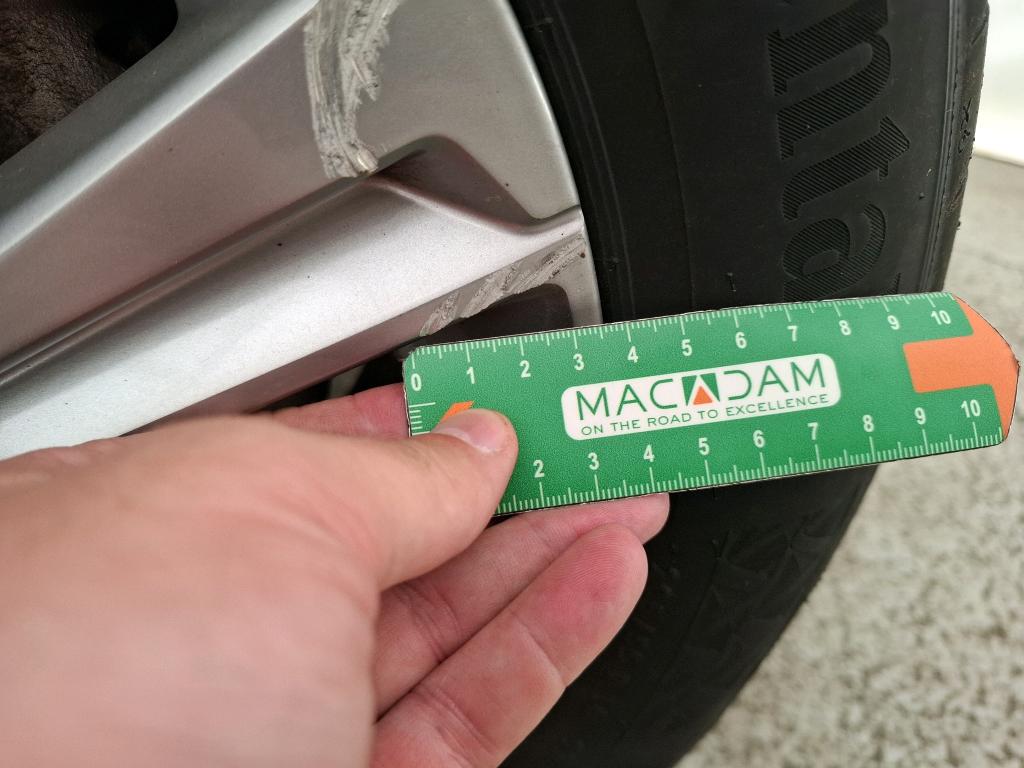 0 1 2 3 4 5 6 7 8 9 10
MACADAM
ON THE ROAD TO EXCELLENCE
2 3 4 5 6 7 8 9 10